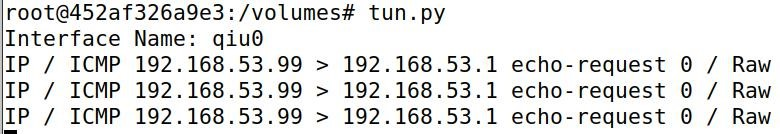 root@452af326a9e3:/volumes# tun.py
Interface Name: qiu0
IP / ICMP 192.168.53.99 > 192.168.53.1 echo-request 0 / Raw
IP / ICMP 192.168.53.99 > 192.168.53.1 echo-request 0 / Raw
IP / ICMP 192.168.53.99 > 192.168.53.1 echo-request 0 / Raw